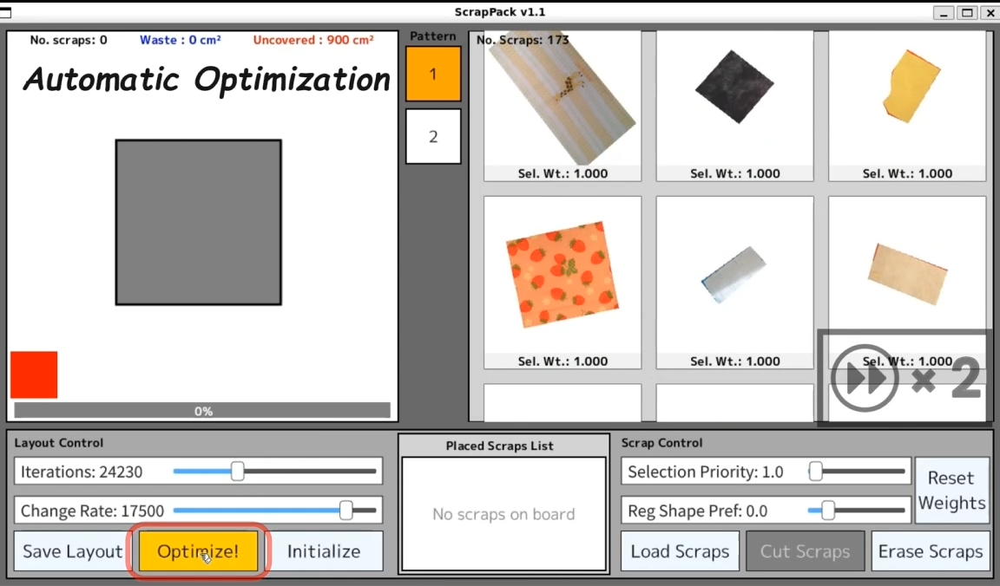 ScrapPack v1.1
No. scraps: 0 Waste : 0 cm² Uncovered : 900 cm²
Automatic Optimization
0%
Pattern
1
2
No. Scraps: 173
Sel. Wt.: 1.000 Sel. Wt.: 1.000 Sel. Wt.: 1.000
Sel. Wt.: 1.000 Sel. Wt.: 1.000 Sel. Wt.: 1.000
× 2
Layout Control
Iterations: 24230
Change Rate: 17500
Save Layout Optimize! Initialize
Placed Scraps List
No scraps on board
Scrap Control
Selection Priority: 1.0
Reg Shape Pref: 0.0
Reset
Weights
Load Scraps Cut Scraps Erase Scraps